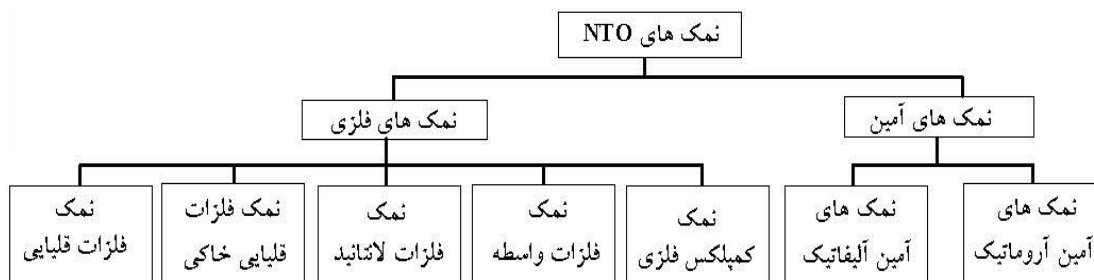 نمک های NTO
نمک های آمین
نمک های فلزی
نمک های
آمین آروماتیک
نمک های
آمین آلیفاتیک
نمک
کمپلکس فلزی
نمک
فلزات واسطه
نمک
فلزات لانتانید
نمک فلزات
قلیایی خاکی
نمک
فلزات قلیایی